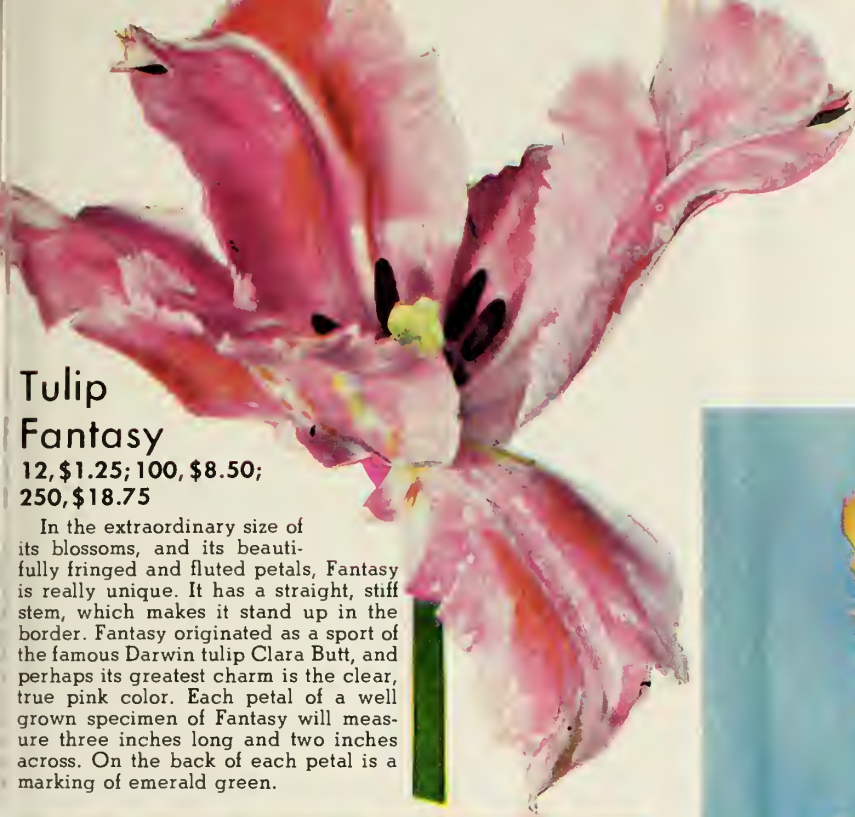 Tulip
Fantasy
12, $1.25; 100, $8.50;
250, $18.75
In the extraordinary size of
its blossoms, and its beauti-
fully fringed and fluted petals, Fantasy
is really unique. It has a straight, stiff
stem, which makes it stand up in the
border. Fantasy originated as a sport of
the famous Darwin tulip Clara Butt, and
perhaps its greatest charm is the clear,
true pink color. Each petal of a well
grown specimen of Fantasy will meas-
ure three inches long and two inches
across. On the back of each petal is a
marking of emerald green.